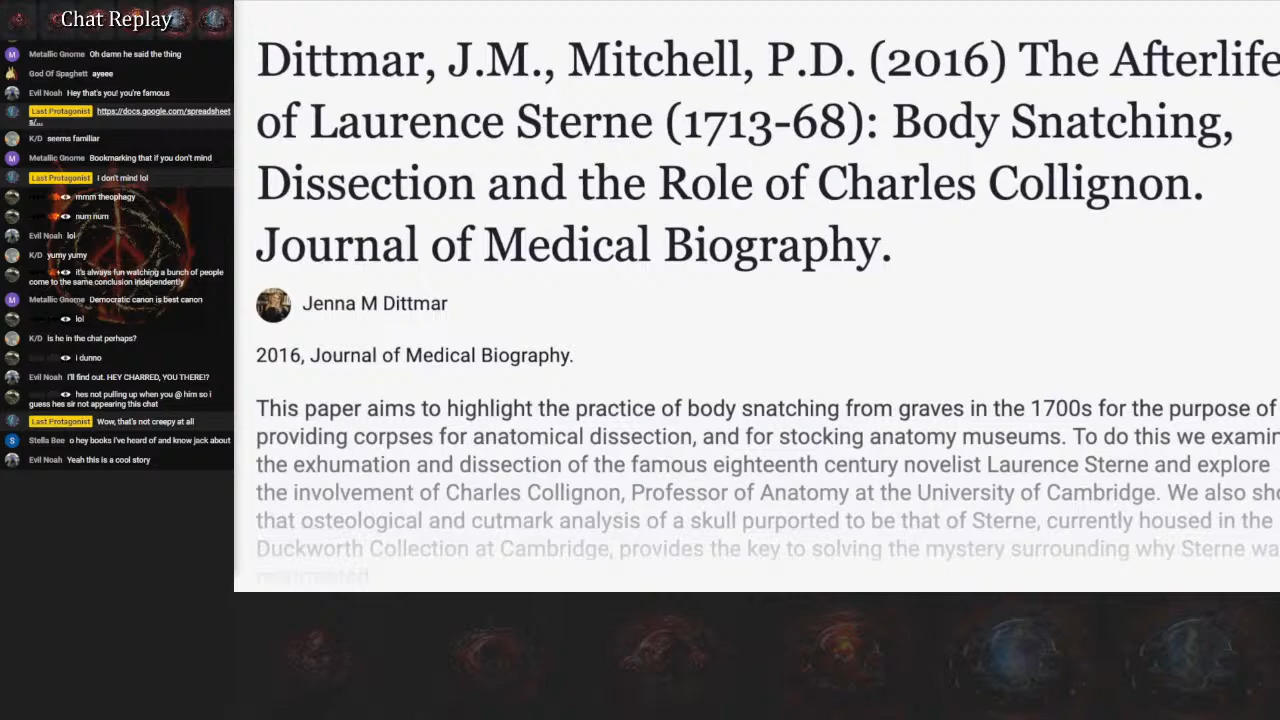 Chat Replay
Metallic Gnome Oh damn he said the thing
God Of Spaghett ayeee
Evil Noah Hey that's you! you're famous
Last Protagonist https://docs.google.com/spreadsheet
s/...
K/D seems familiar
Metallic Gnome Bookmarking that if you don't mind
Last Protagonist I don't mind lol
mmm theophagy
num num
Evil Noah lol
K/D yumy yumy
it's always fun watching a bunch of people
come to the same conclusion independently
Metallic Gnome Democratic canon is best canon
lol
K/D Is he in the chat perhaps?
i dunno
Evil Noah I'll find out. HEY CHARRED, YOU THERE!?
hes not pulling up when you @ him so i
guess hes sir not appearing this chat
Last Protagonist Wow, that's not creepy at all
Stella Bee o hey books I've heard of and know jack about
Evil Noah Yeah this is a cool story
Dittmar, J.M., Mitchell, P.D. (2016) The Afterlife
of Laurence Sterne (1713-68): Body Snatching,
Dissection and the Role of Charles Collignon.
Journal of Medical Biography.
Jenna M Dittmar
2016, Journal of Medical Biography.
This paper aims to highlight the practice of body snatching from graves in the 1700s for the purpose of
providing corpses for anatomical dissection, and for stocking anatomy museums. To do this we examin
the exhumation and dissection of the famous eighteenth century novelist Laurence Sterne and explore
the involvement of Charles Collignon, Professor of Anatomy at the University of Cambridge. We also sho
that osteological and cutmark analysis of a skull purported to be that of Sterne, currently housed in the
Duckworth Collection at Cambridge, provides the key to solving the mystery surrounding why Sterne wa